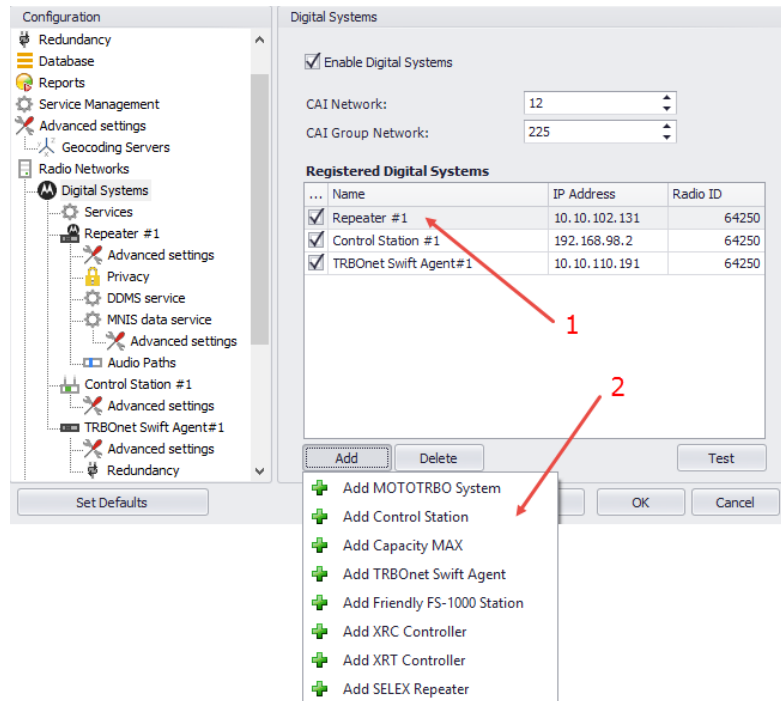 Configuration
Redundancy
Database
Reports
Service Management
Advanced settings
Geocoding Servers
Radio Networks
Digital Systems
Services
Repeater #1
Advanced settings
Privacy
DDMS service
MNIS data service
Advanced settings
Audio Paths
Control Station #1
Advanced settings
TRBOnet Swift Agent#1
Advanced settings
Redundancy
Set Defaults
Digital Systems
Enable Digital Systems
CAI Network: 12
CAI Group Network: 225
Registered Digital Systems
... Name IP Address Radio ID
Repeater #1 10.10.102.131 64250
Control Station #1 192.168.98.2 64250
TRBOnet Swift Agent#1 10.10.110.191 64250
1
2
Add Delete Test
OK Cancel
Add MOTOTRBO System
Add Control Station
Add Capacity MAX
Add TRBOnet Swift Agent
Add Friendly FS-1000 Station
Add XRC Controller
Add XRT Controller
Add SELEX Repeater